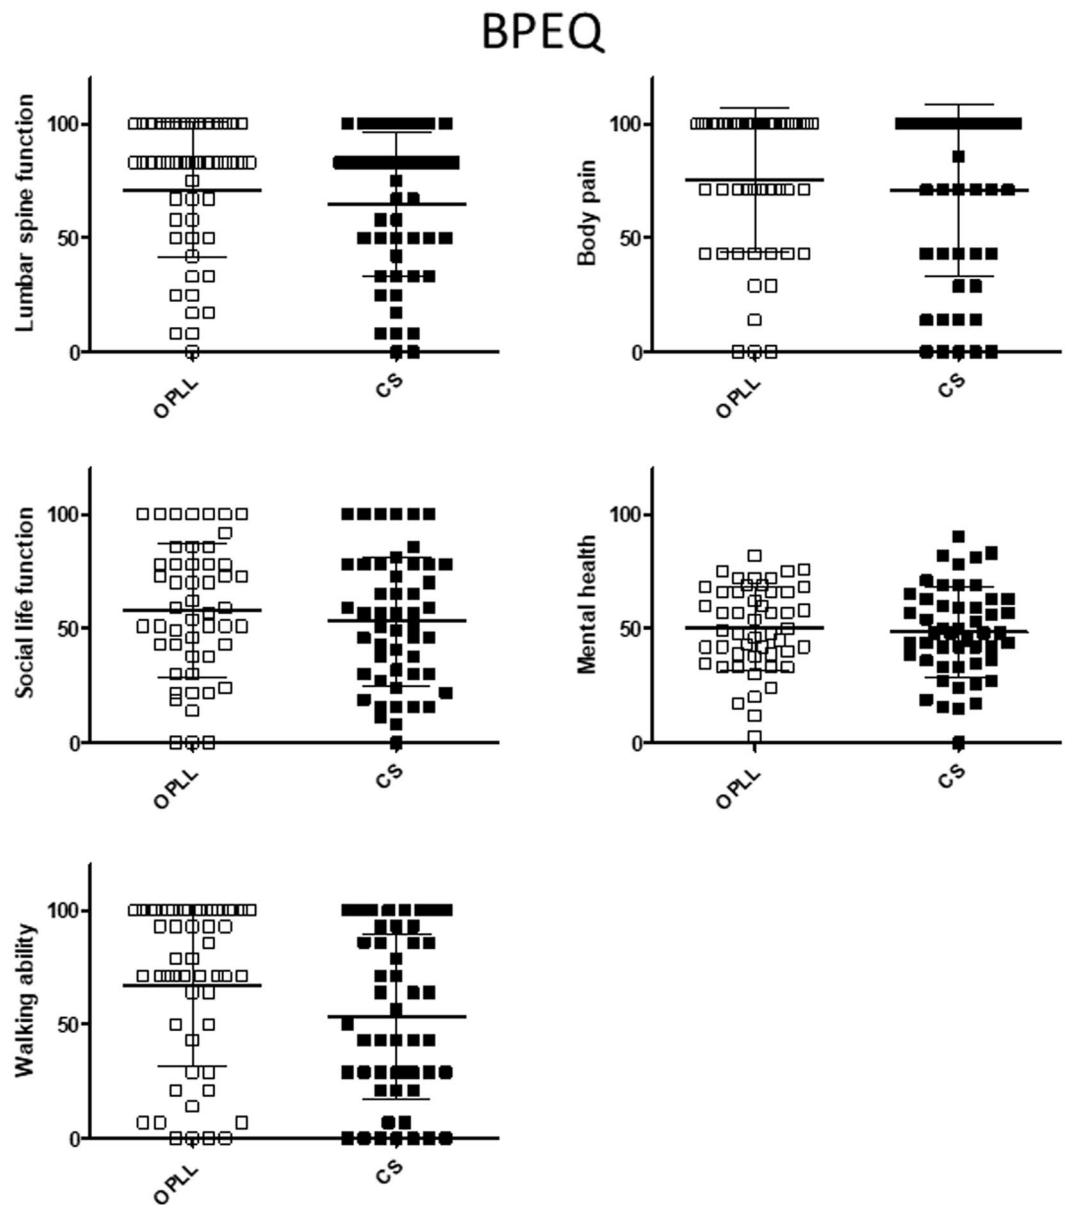 BPEQ
Lumbar spine function
100
50
0
OPLL
CS
Body pain
100
50
0
OPLL
CS
Social life function
100
50
0
OPLL
CS
Mental health
100
50
0
OPLL
CS
Walking ability
100
50
0
OPLL
CS